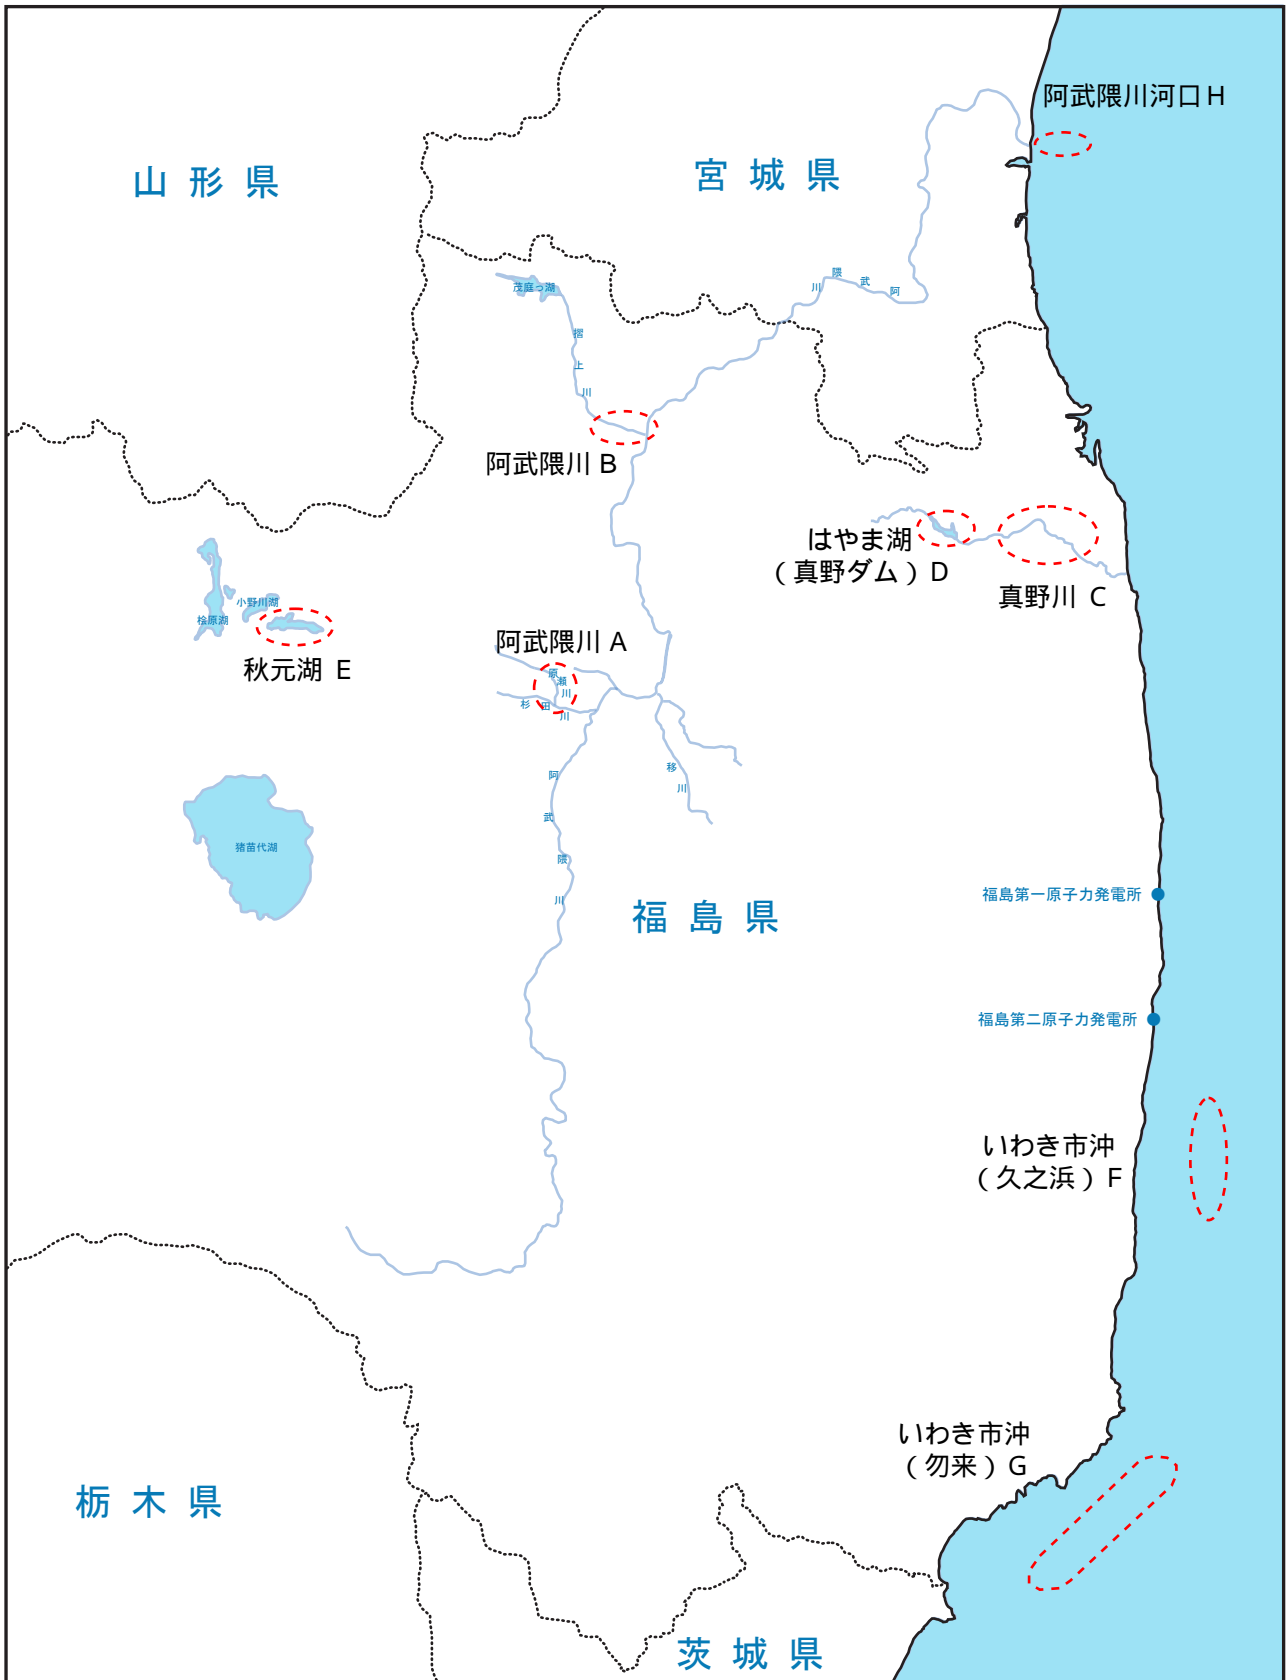 阿武隈川河口 H
山形県
宮城県
茂庭っ湖
川 隈 武 阿
摺上川
阿武隈川 B
はやま湖
（真野ダム）D
真野川 C
小野川湖
桧原湖
秋元湖 E
阿武隈川 A
原瀬川
杉田川
移川
阿武隈川
猪苗代湖
福島第一原子力発電所
福島県
福島第二原子力発電所
いわき市沖
（久之浜）F
いわき市沖
（勿来）G
栃木県
茨城県